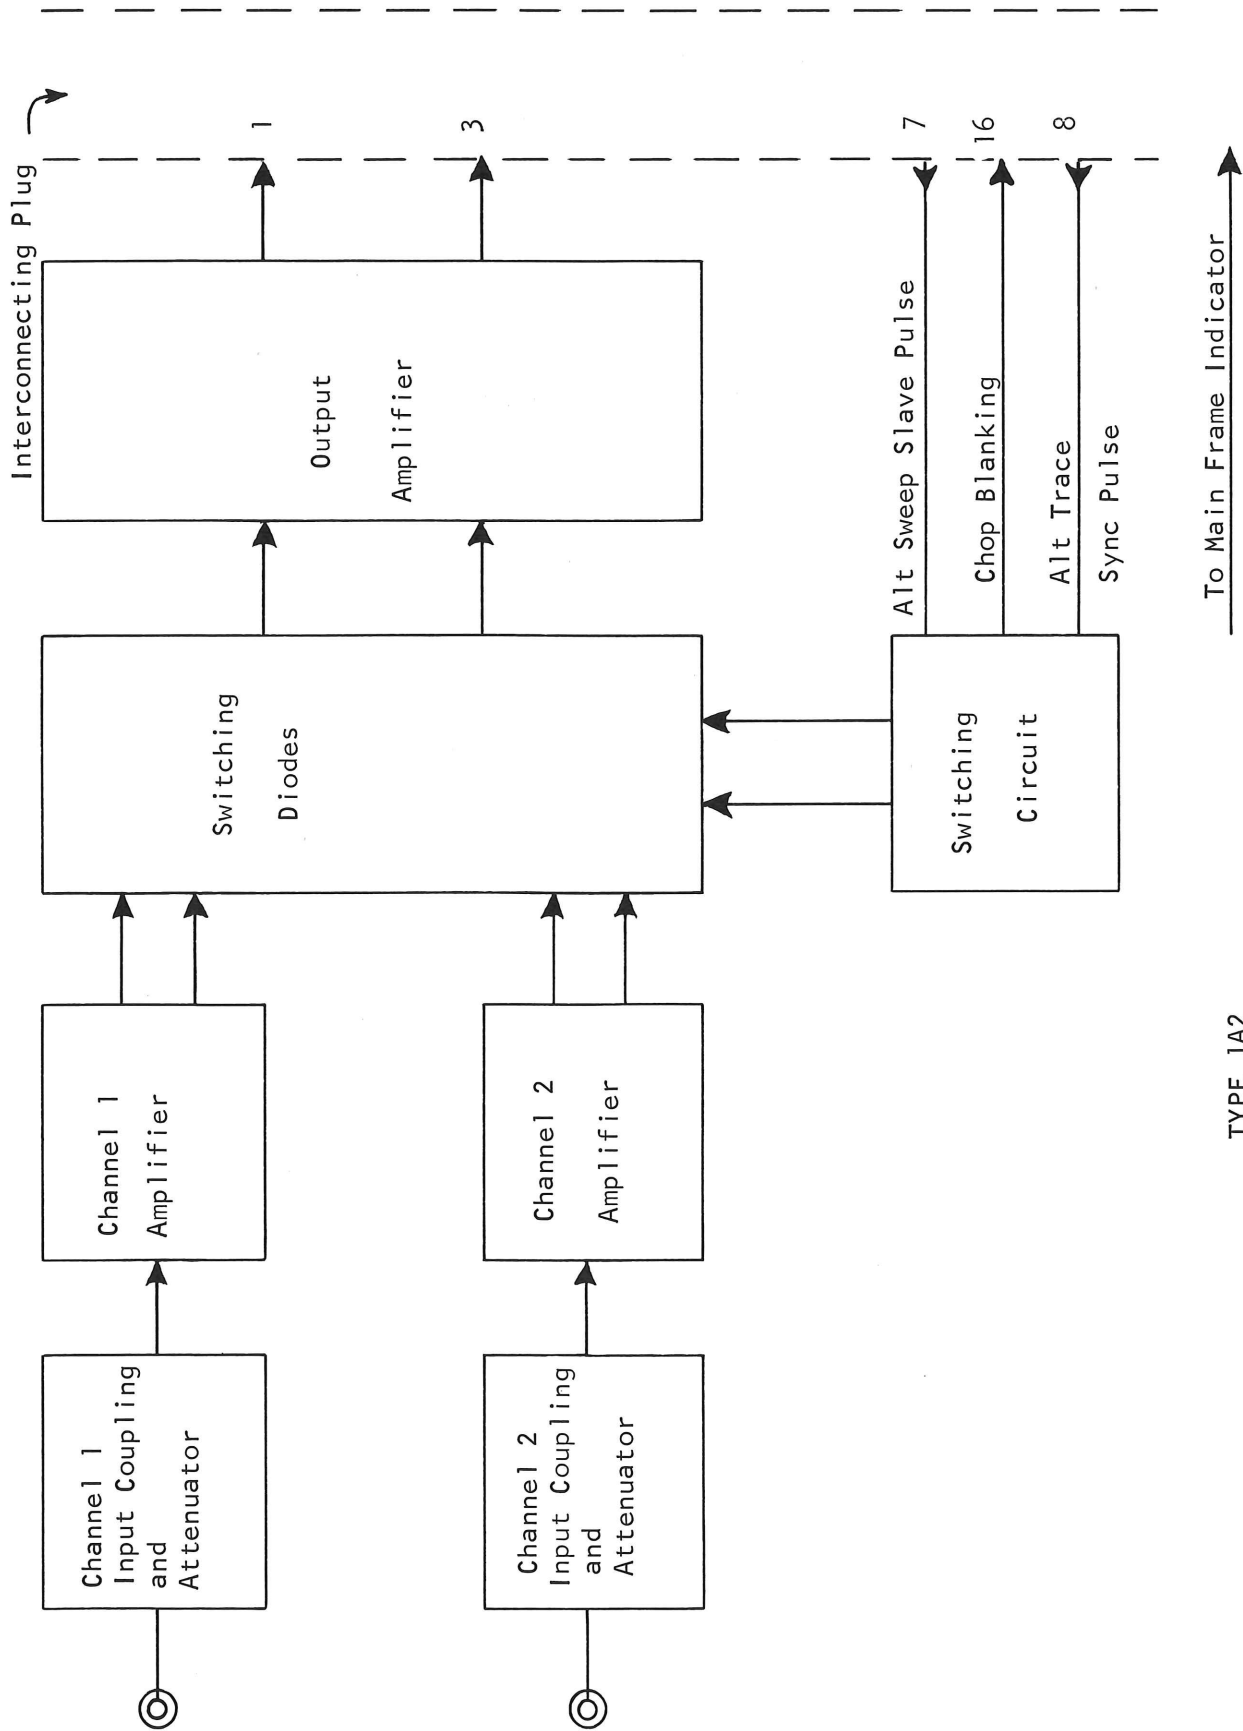 Interconnecting Plug
Channel 1
Input Coupling
and
Attenuator
Channel 1
Amplifier
Switching
Diodes
Output
Amplifier
1
3
Channel 2
Input Coupling
and
Attenuator
Channel 2
Amplifier
Switching
Circuit
Alt Sweep Slave Pulse
7
Chop Blanking
16
Alt Trace
Sync Pulse
8
To Main Frame Indicator
TYPE 1A2